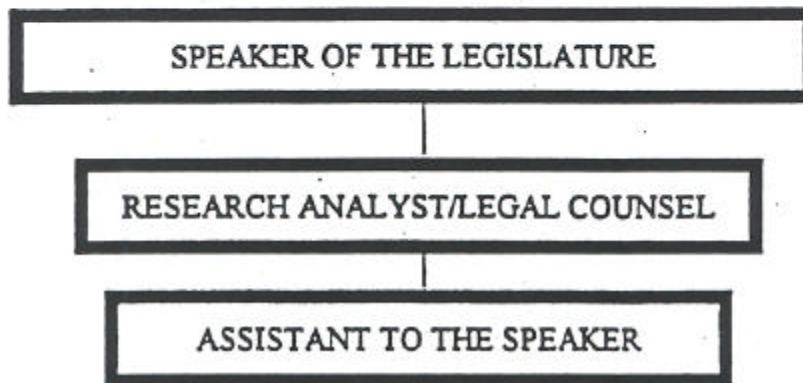 SPEAKER OF THE LEGISLATURE
RESEARCH ANALYST/LEGAL COUNSEL
ASSISTANT TO THE SPEAKER